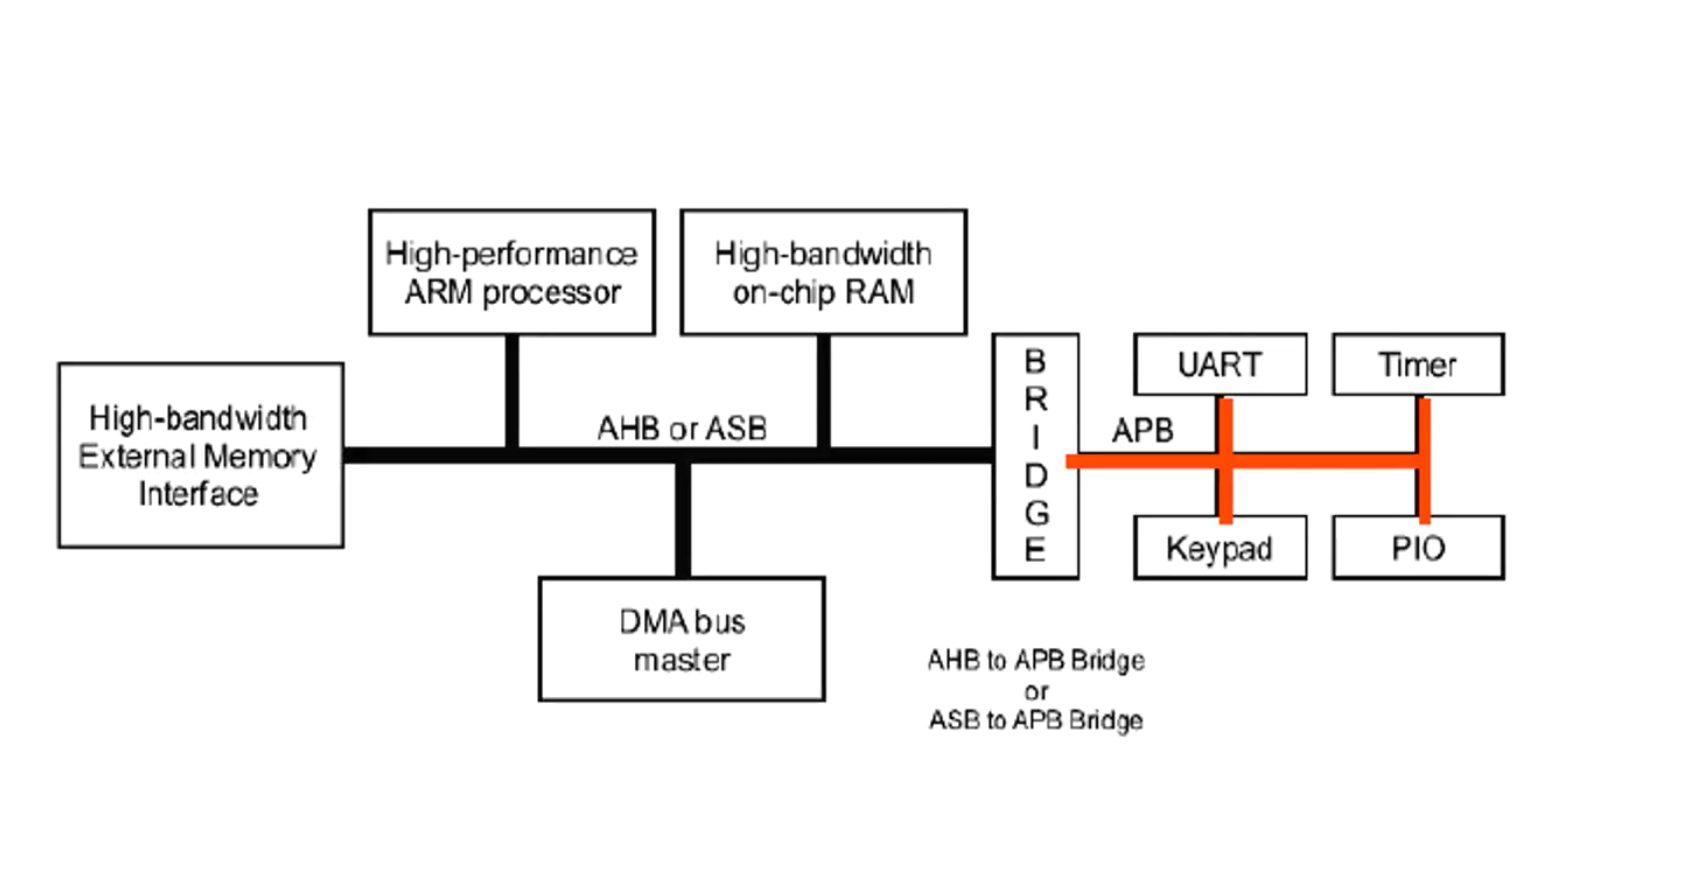 High-performance
ARM processor
High-bandwidth
on-chip RAM
High-bandwidth
External Memory
Interface
AHB or ASB
B
R
I
D
G
E
APB
UART
Timer
Keypad
PIO
DMA bus
master
AHB to APB Bridge
or
ASB to APB Bridge